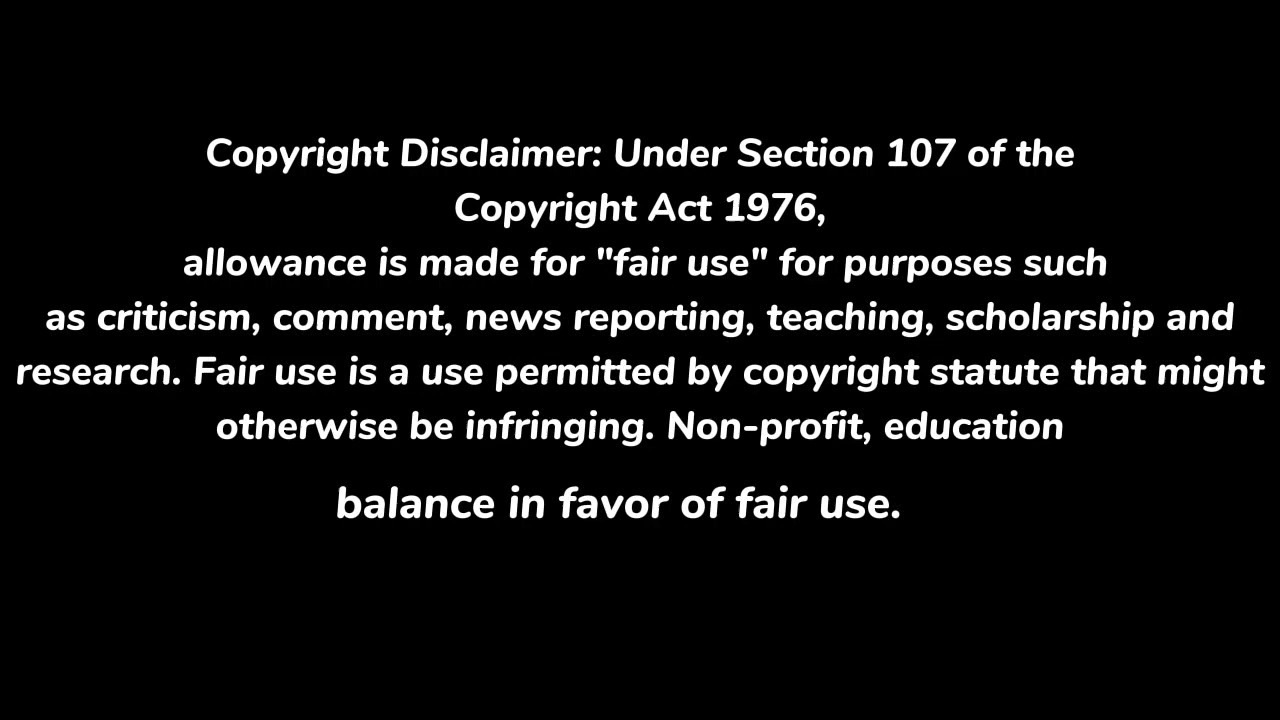 Copyright Disclaimer: Under Section 107 of the
Copyright Act 1976,
allowance is made for "fair use" for purposes such
as criticism, comment, news reporting, teaching, scholarship and
research. Fair use is a use permitted by copyright statute that might
otherwise be infringing. Non-profit, education
balance in favor of fair use.